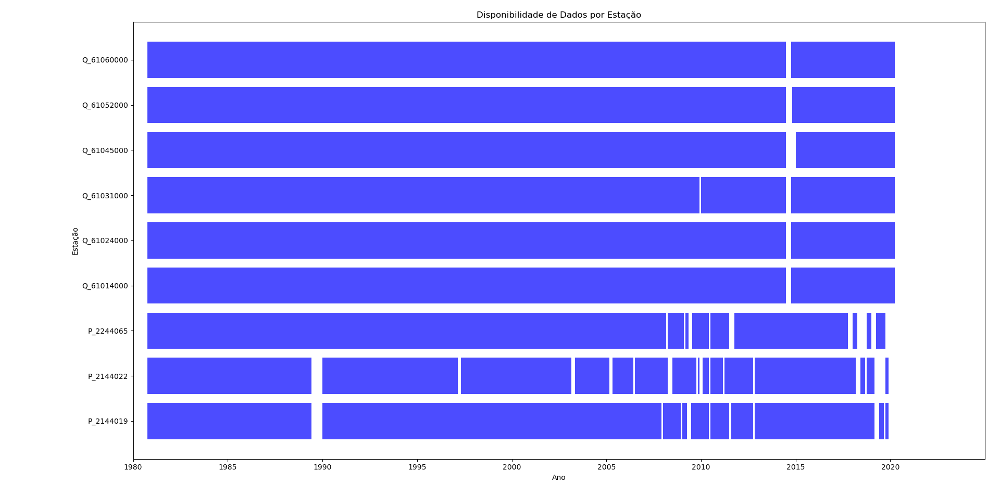 Disponibilidade de Dados por Estação
Estação
Q_61060000
Q_61052000
Q_61045000
Q_61031000
Q_61024000
Q_61014000
P_2244065
P_2144022
P_2144019
1980 1985 1990 1995 2000 2005 2010 2015 2020
Ano